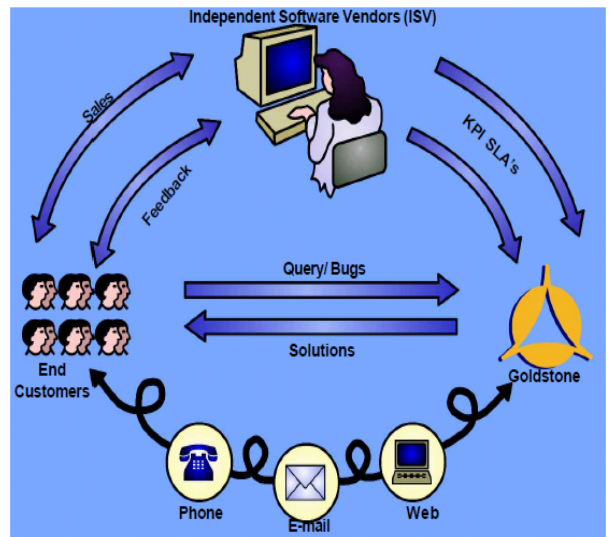 Independent Software Vendors (ISV)
Sales
Feedback
KPI SLA's
Query/ Bugs
Solutions
End
Customers
Goldstone
Phone
E-mail
Web